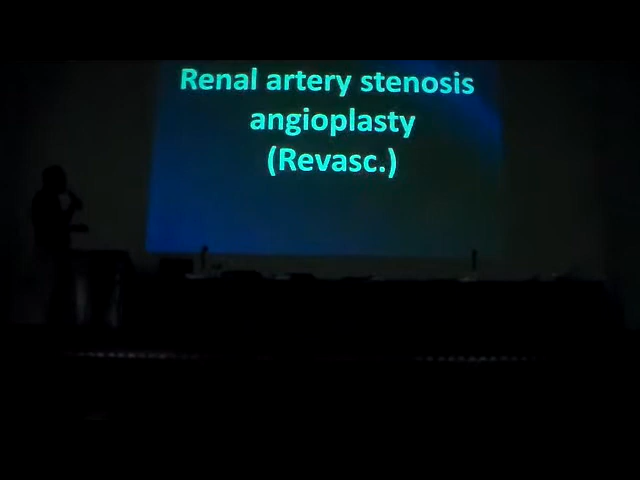 Renal artery stenosis
angioplasty
(Revasc.)